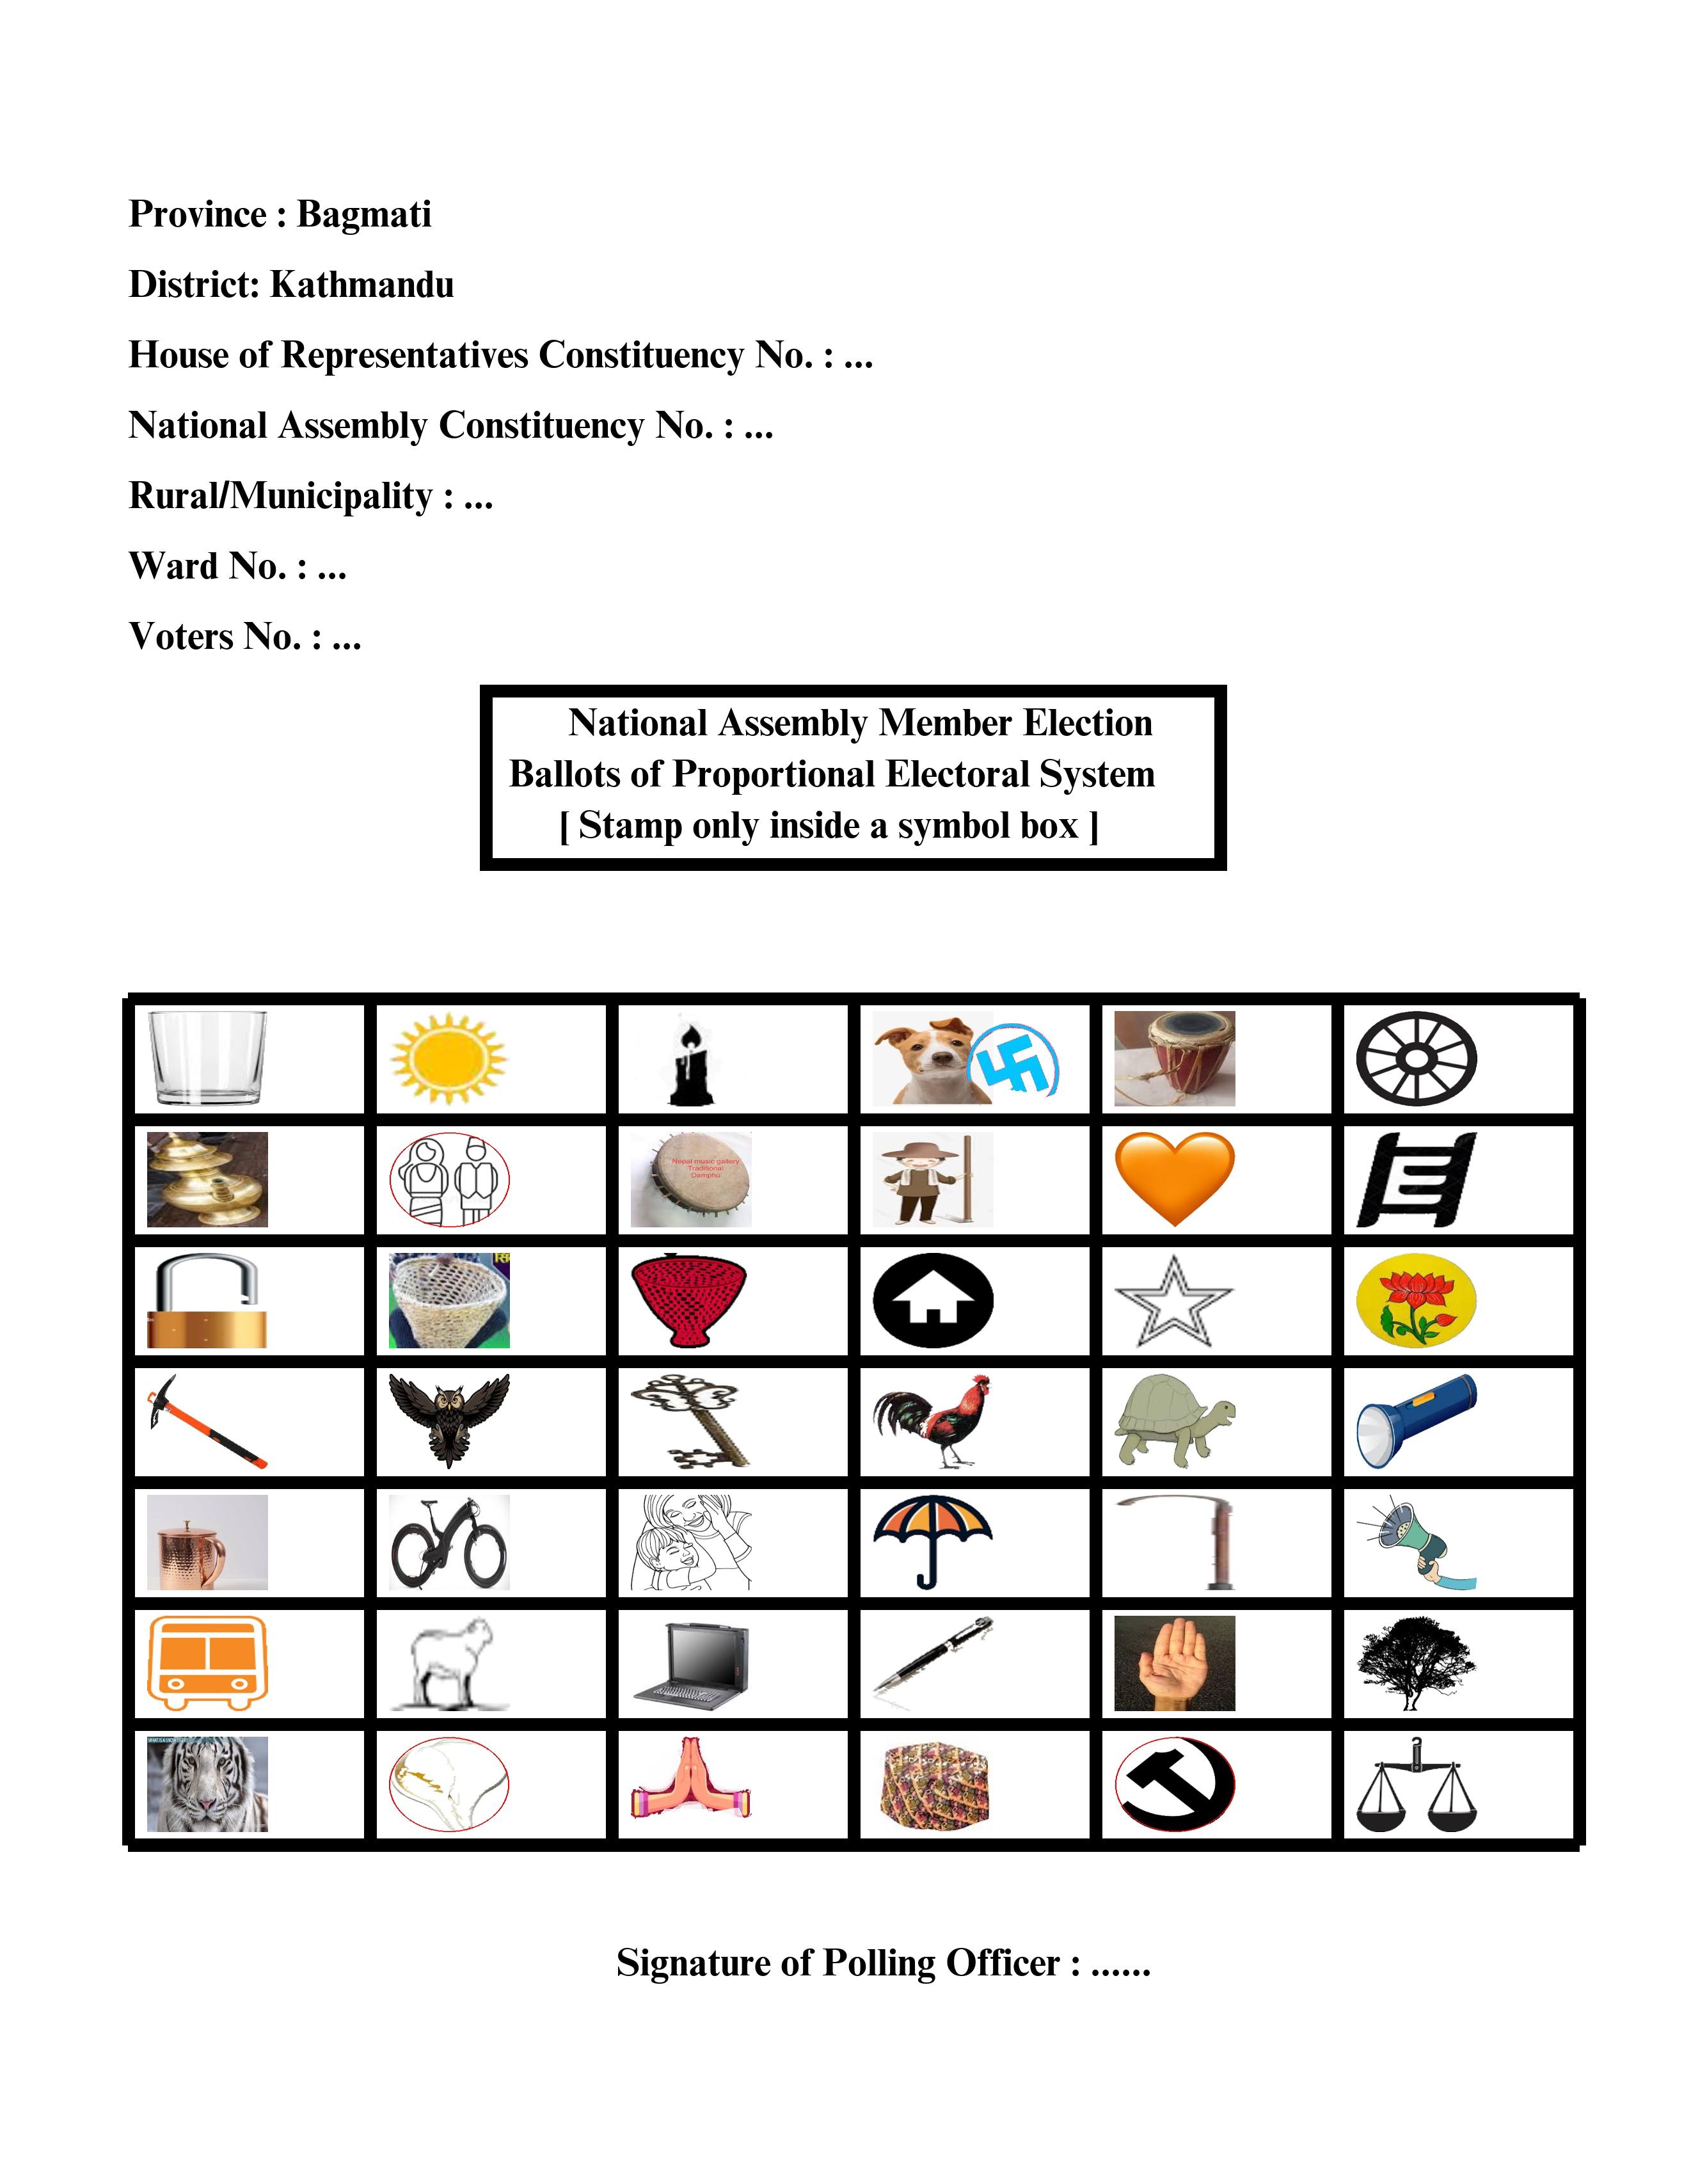 Province : Bagmati
District: Kathmandu
House of Representatives Constituency No. : ...
National Assembly Constituency No. : ...
Rural/Municipality : ...
Ward No. : ...
Voters No. : ...
National Assembly Member Election
Ballots of Proportional Electoral System
[ Stamp only inside a symbol box ]
Nepal music gallery
Traditional
Damphu
Signature of Polling Officer : ......